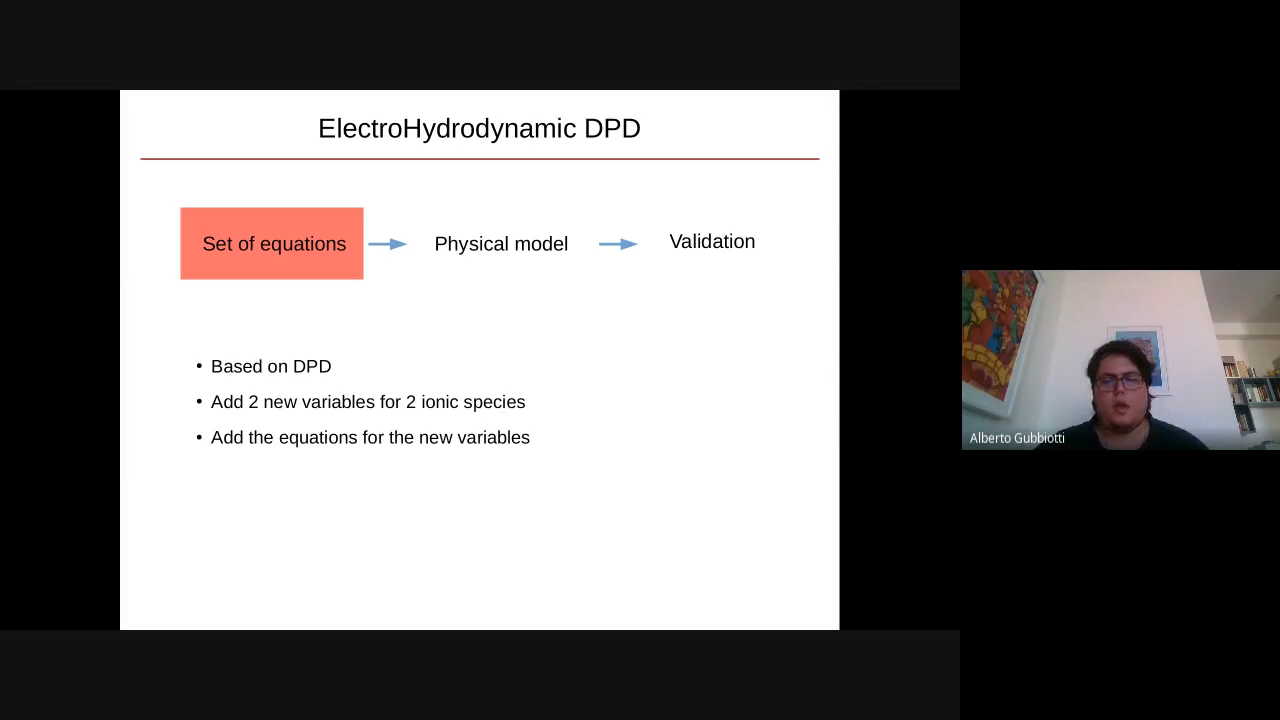 ElectroHydrodynamic DPD
Set of equations
Physical model
Validation
• Based on DPD
• Add 2 new variables for 2 ionic species
• Add the equations for the new variables
Alberto Gubbiotti